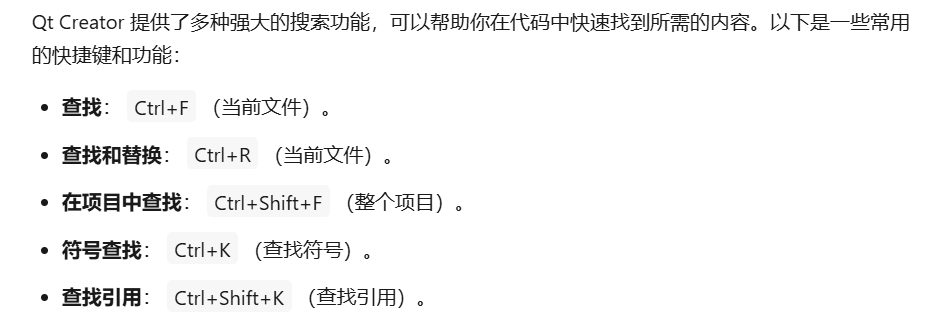 Qt Creator 提供了多种强大的搜索功能，可以帮助你在代码中快速找到所需的内容。以下是一些常用
的快捷键和功能：
• 查找： Ctrl+F （当前文件）。
• 查找和替换： Ctrl+R （当前文件）。
• 在项目中查找： Ctrl+Shift+F （整个项目）。
• 符号查找： Ctrl+K （查找符号）。
• 查找引用： Ctrl+Shift+K （查找引用）。